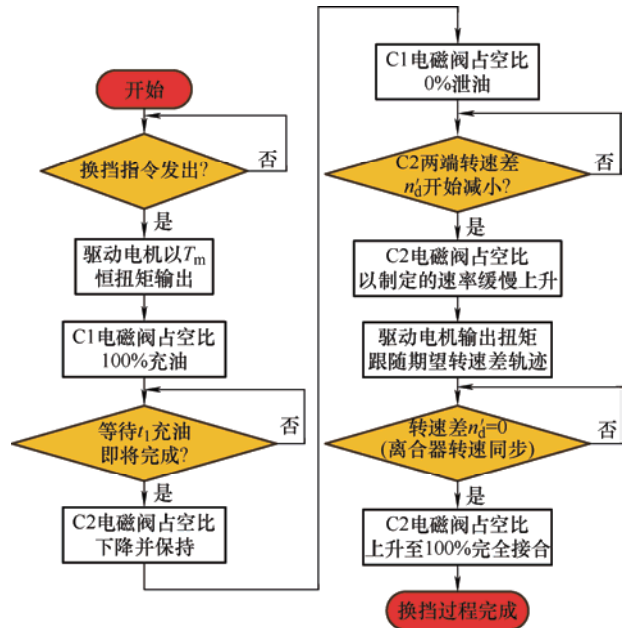 开始
换挡指令发出?
否
是
驱动电机以Tm
恒扭矩输出
C1电磁阀占空比
100%充油
等待t1充油
即将完成?
否
是
C2电磁阀占空比
下降并保持
C1电磁阀占空比
0%泄油
C2两端转速差
n′d开始减小?
否
是
C2电磁阀占空比
以制定的速率缓慢上升
驱动电机输出扭矩
跟随期望转速差轨迹
转速差n′d=0
(离合器转速同步)
否
是
C2电磁阀占空比
上升至100%完全接合
换挡过程完成